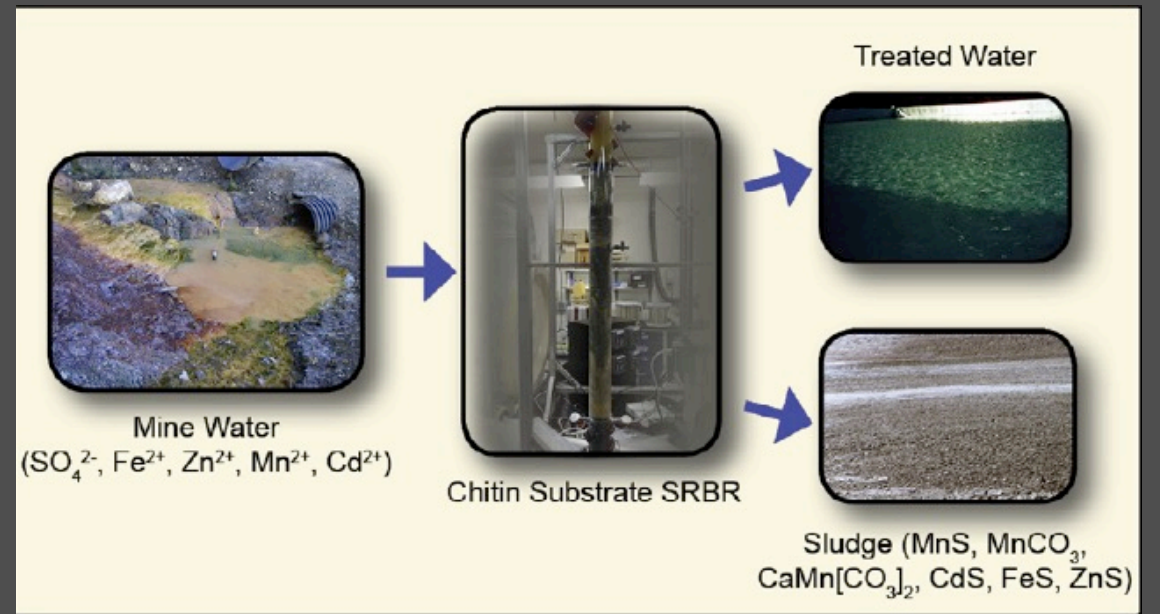 Mine Water
(SO₄²⁻, Fe²⁺, Zn²⁺, Mn²⁺, Cd²⁺)
Chitin Substrate SRBR
Treated Water
Sludge (MnS, MnCO₃,
CaMn[CO₃]₂, CdS, FeS, ZnS)